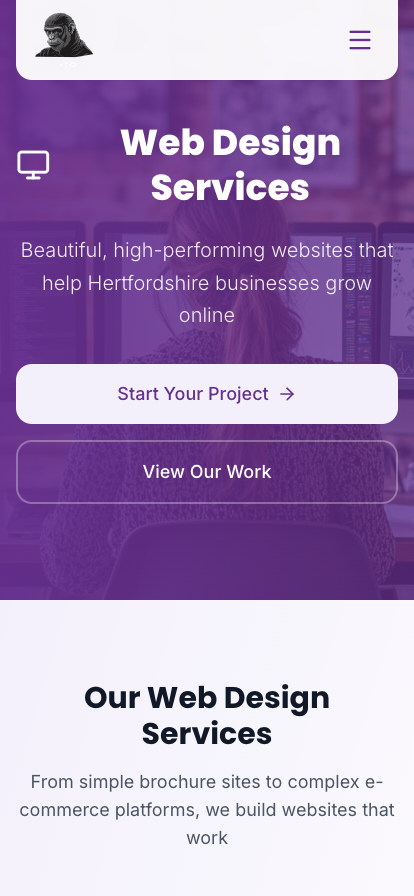 Web Design
Services
Beautiful, high-performing websites that
help Hertfordshire businesses grow
online
Start Your Project →
View Our Work
Our Web Design
Services
From simple brochure sites to complex e-
commerce platforms, we build websites that
work